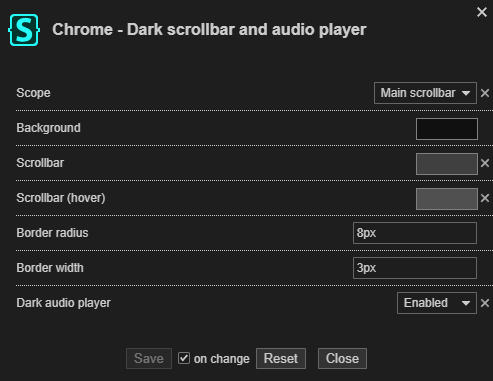 S
Chrome - Dark scrollbar and audio player
Scope
Main scrollbar
Background
Scrollbar
Scrollbar (hover)
Border radius
8px
Border width
3px
Dark audio player
Enabled
Save
on change
Reset
Close